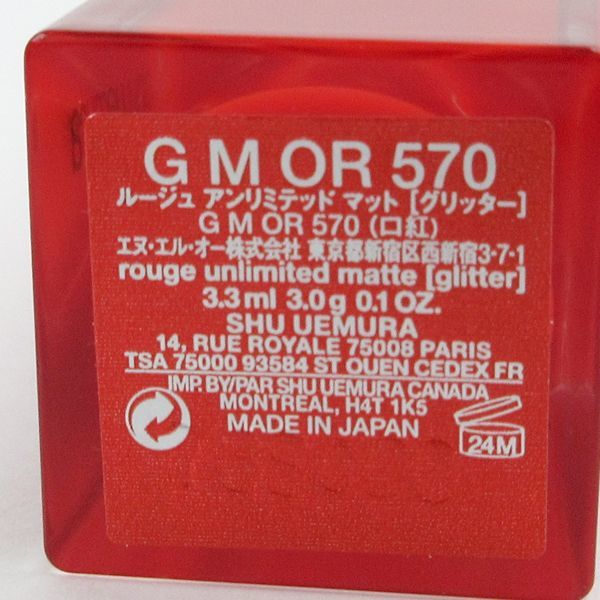 G M OR 570
ルージュ アンリミテッド マット [グリッター]
G M OR 570 (口紅)
エヌ・エル・オー株式会社 東京都新宿区西新宿3-7-1
rouge unlimited matte [glitter]
3.3 ml 3.0 g 0.1 OZ.
SHU UEMURA
14, RUE ROYALE 75008 PARIS
TSA 75000 93584 ST OUEN CEDEX FR
IMP. BY/PAR SHU UEMURA CANADA
MONTREAL, H4T 1K5
MADE IN JAPAN
24M